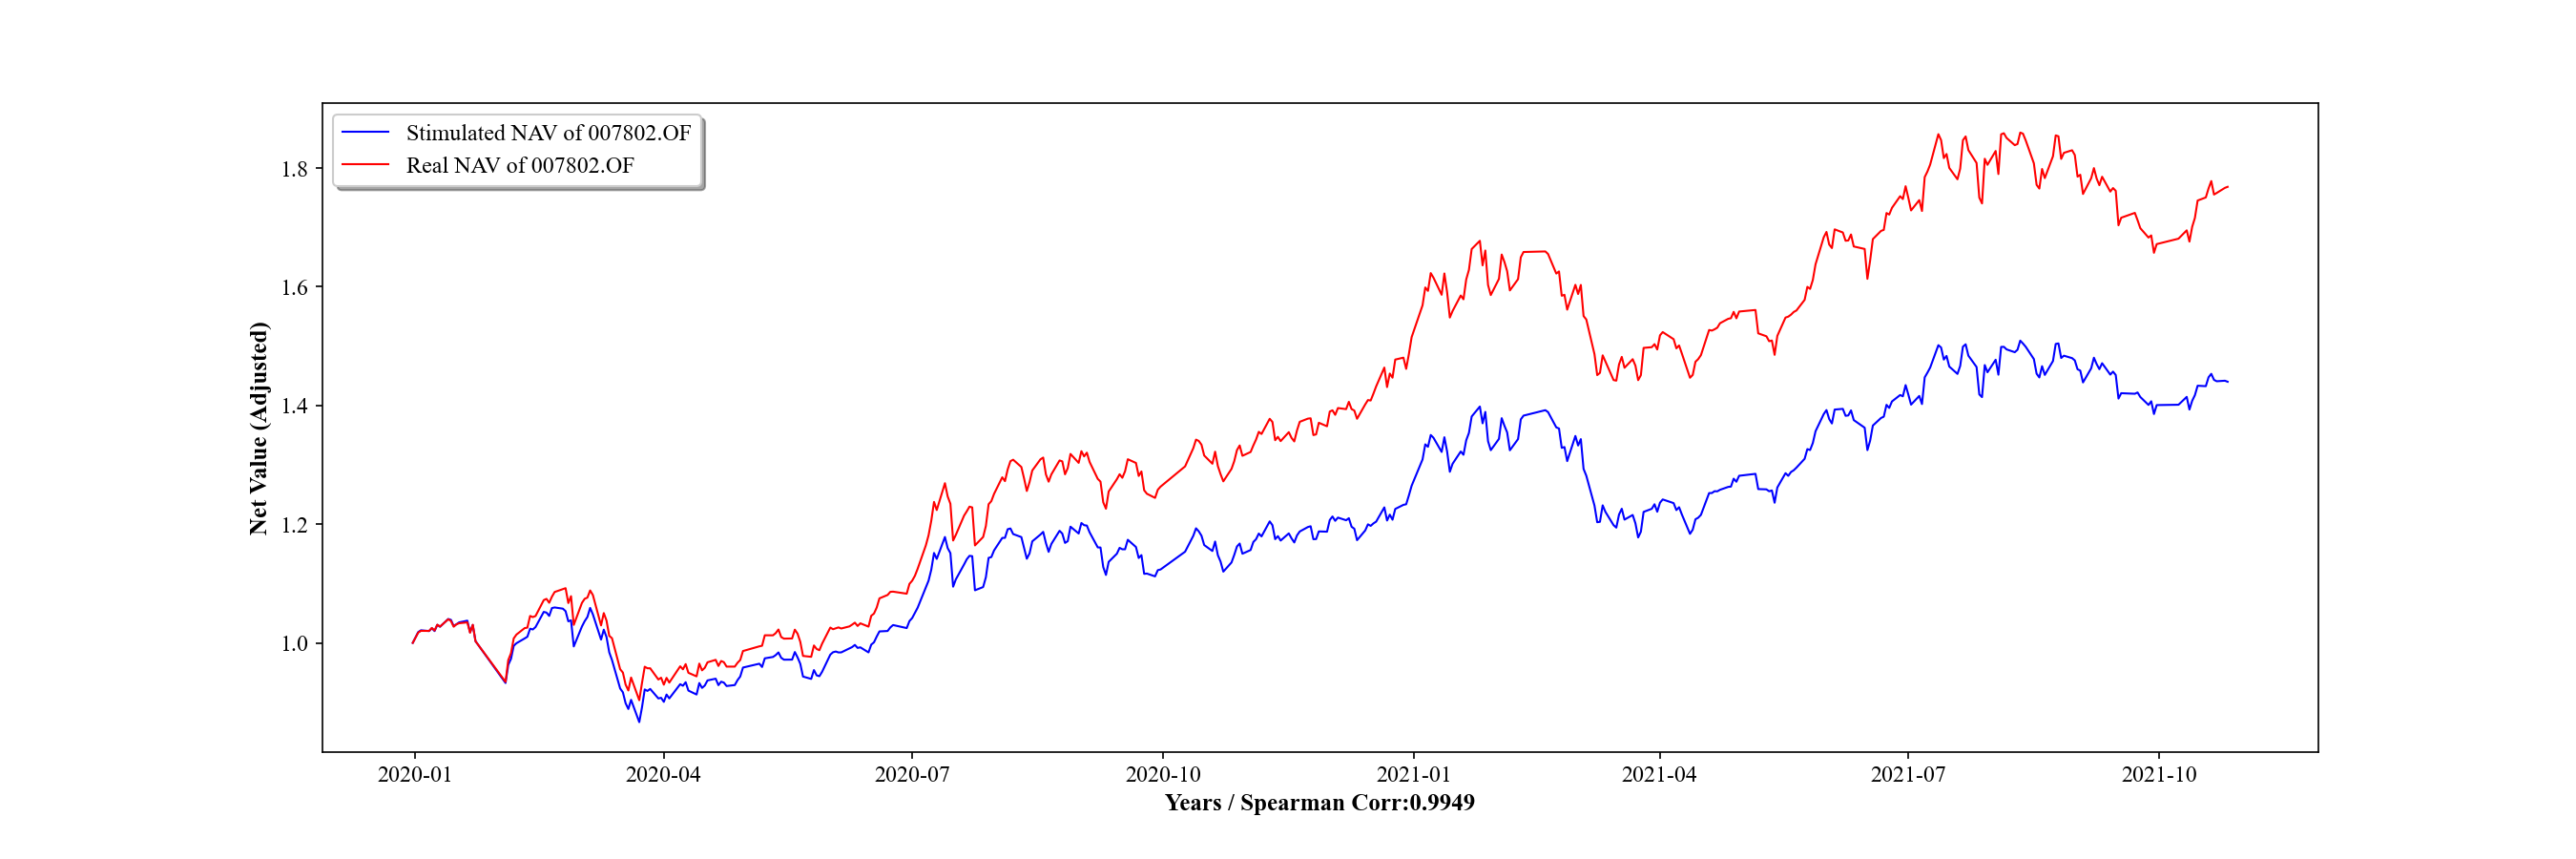 Stimulated NAV of 007802.OF
Real NAV of 007802.OF
1.8
1.6
1.4
1.2
1.0
Net Value (Adjusted)
2020-01 2020-04 2020-07 2020-10 2021-01 2021-04 2021-07 2021-10
Years / Spearman Corr:0.9949